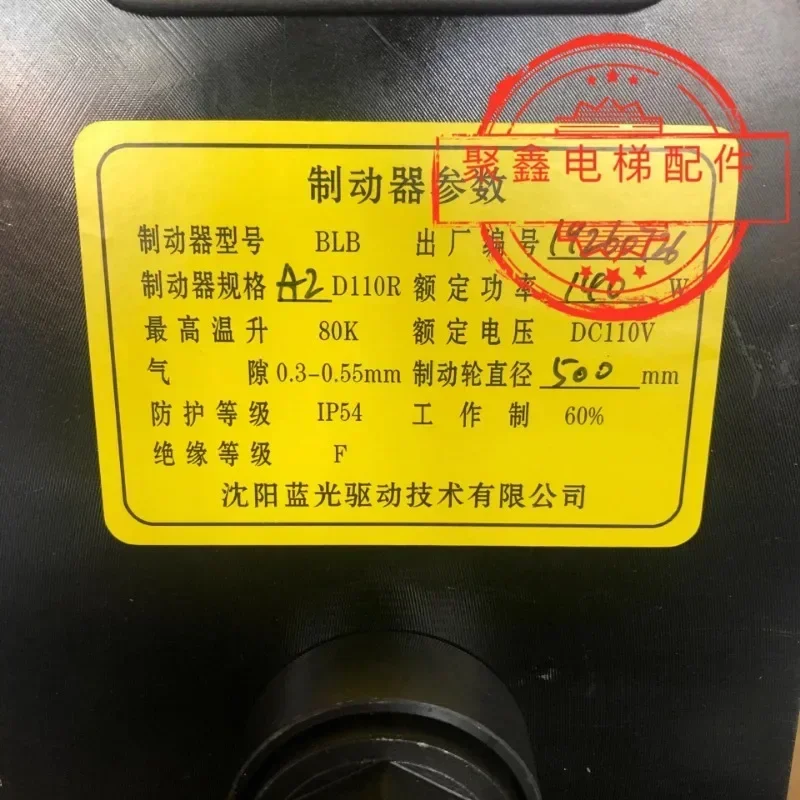 聚鑫电梯配件
制动器参数
制动器型号 BLB 出厂编号 19260726
制动器规格 A2 D110R 额定功率 140 W
最高温升 80K 额定电压 DC110V
气隙 0.3-0.55mm 制动轮直径 500 mm
防护等级 IP54 工作制 60%
绝缘等级 F
沈阳蓝光驱动技术有限公司